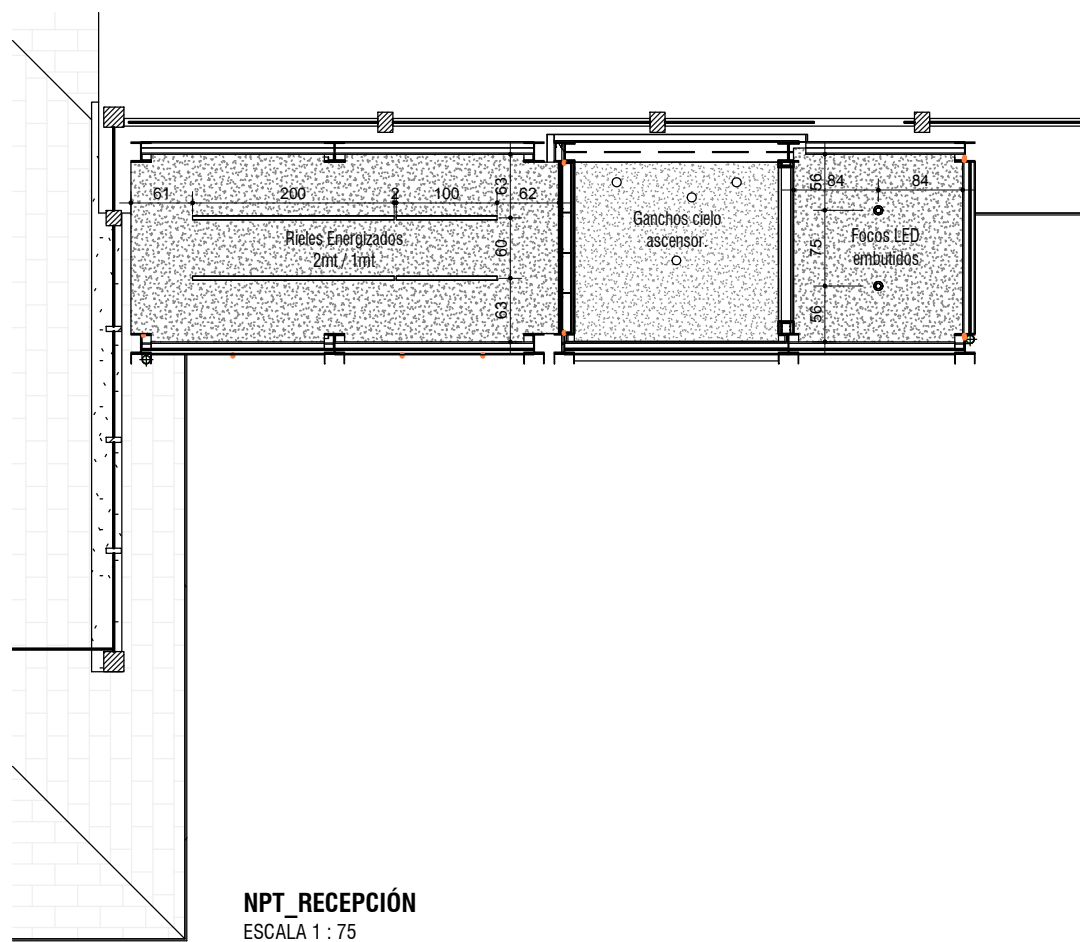 61 200 2 100 62
63
60
63
Rieles Energizados
2mt / 1mt
Ganchos cielo
ascensor.
84 84
56
75
56
Focos LED
embutidos
NPT_RECEPCIÓN
ESCALA 1 : 75